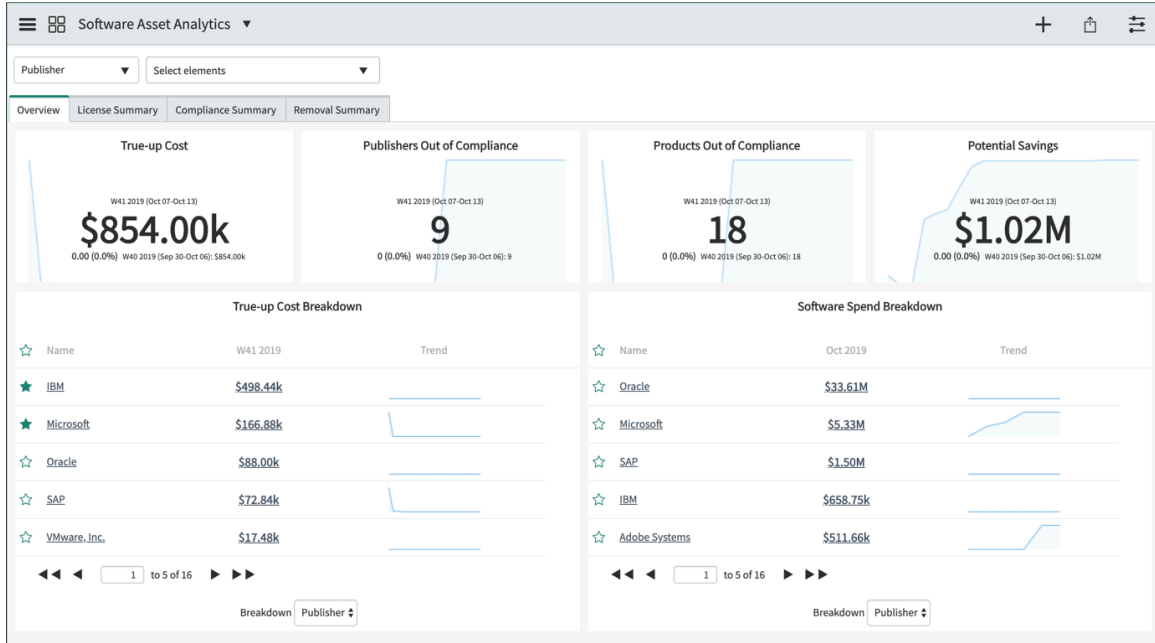 Software Asset Analytics
Publisher Select elements
Overview License Summary Compliance Summary Removal Summary
True-up Cost
W41 2019 (Oct 07-Oct 13)
$854.00k
0.00 (0.0%) W40 2019 (Sep 30-Oct 06): $854.00k
Publishers Out of Compliance
W41 2019 (Oct 07-Oct 13)
9
0 (0.0%) W40 2019 (Sep 30-Oct 06): 9
Products Out of Compliance
W41 2019 (Oct 07-Oct 13)
18
0 (0.0%) W40 2019 (Sep 30-Oct 06): 18
Potential Savings
W41 2019 (Oct 07-Oct 13)
$1.02M
0.00 (0.0%) W40 2019 (Sep 30-Oct 06): $1.02M
True-up Cost Breakdown
Name W41 2019 Trend
IBM $498.44k
Microsoft $166.88k
Oracle $88.00k
SAP $72.84k
VMware, Inc. $17.48k
1 to 5 of 16
Breakdown Publisher
Software Spend Breakdown
Name Oct 2019 Trend
Oracle $33.61M
Microsoft $5.33M
SAP $1.50M
IBM $658.75k
Adobe Systems $511.66k
1 to 5 of 16
Breakdown Publisher